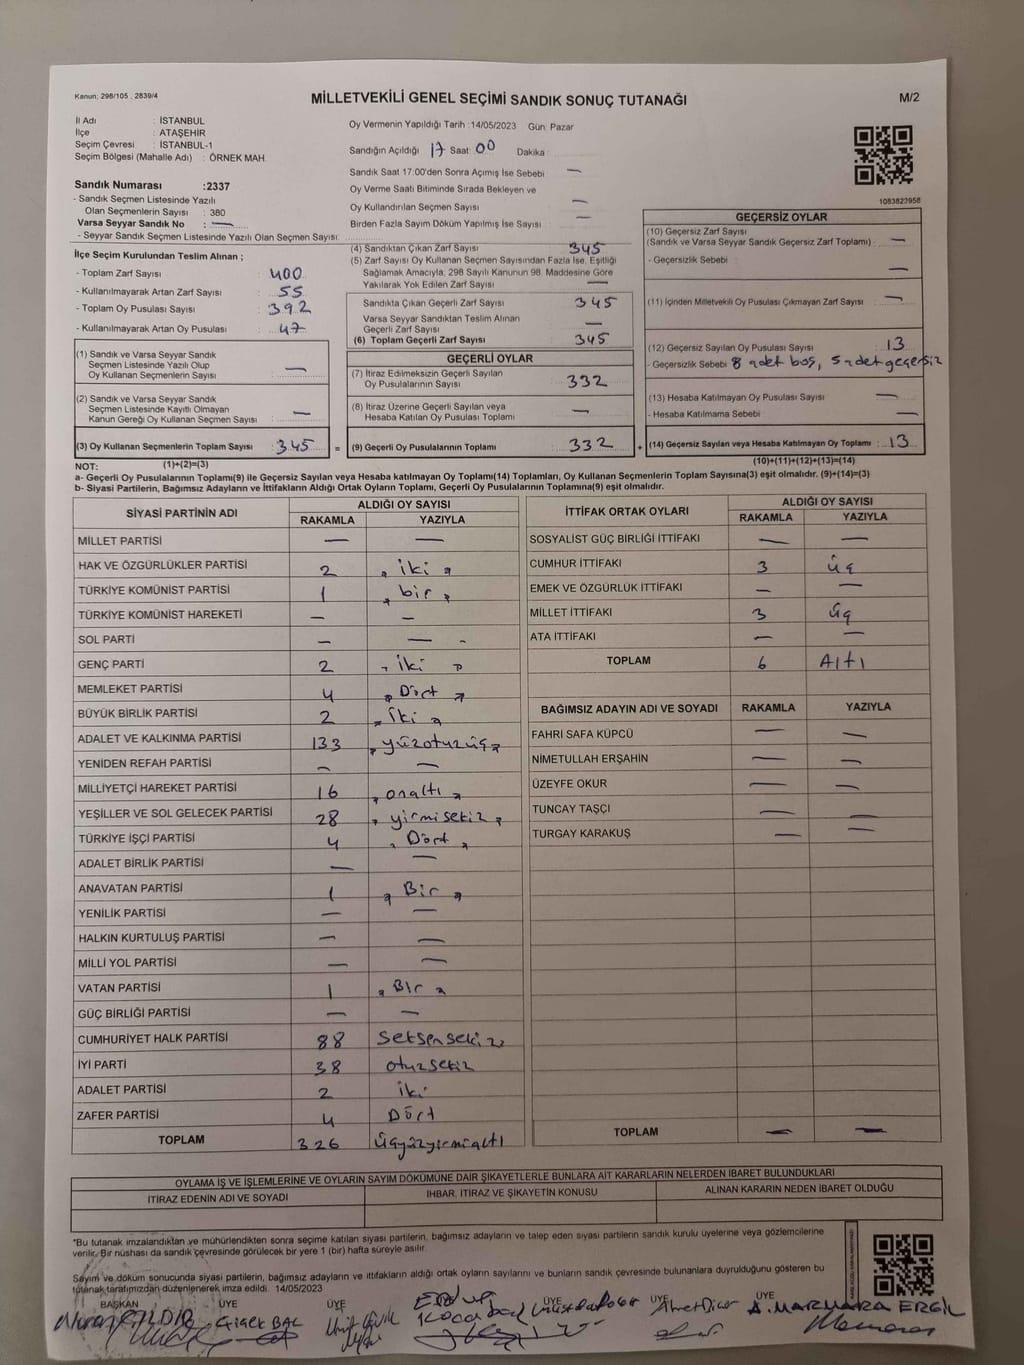 Kanun; 298/105 , 2839/4
MİLLETVEKİLİ GENEL SEÇİMİ SANDIK SONUÇ TUTANAĞI
M/2
İl Adı : İSTANBUL
İlçe : ATAŞEHİR
Seçim Çevresi : İSTANBUL-1
Seçim Bölgesi (Mahalle Adı) : ÖRNEK MAH.
Sandık Numarası :2337
- Sandık Seçmen Listesinde Yazılı
Olan Seçmenlerin Sayısı : 380
Varsa Seyyar Sandık No : —
- Seyyar Sandık Seçmen Listesinde Yazılı Olan Seçmen Sayısı:
Oy Vermenin Yapıldığı Tarih :14/05/2023 Gün: Pazar
Sandığın Açıldığı 17 Saat 00 Dakika
Sandık Saat 17:00'den Sonra Açımış İse Sebebi —
Oy Verme Saati Bitiminde Sırada Bekleyen ve
Oy Kullandırılan Seçmen Sayısı —
Birden Fazla Sayım Döküm Yapılmış İse Sayısı —
1083823958
İlçe Seçim Kurulundan Teslim Alınan ;
- Toplam Zarf Sayısı : 400
- Kullanılmayarak Artan Zarf Sayısı : 55
- Toplam Oy Pusulası Sayısı : 392
- Kullanılmayarak Artan Oy Pusulası : 47
(4) Sandıktan Çıkan Zarf Sayısı 345
(5) Zarf Sayısı Oy Kullanan Seçmen Sayısından Fazla İse, Eşitliği
Sağlamak Amacıyla, 298 Sayılı Kanunun 98. Maddesine Göre
Yakılarak Yok Edilen Zarf Sayısı —
Sandıkta Çıkan Geçerli Zarf Sayısı 345
Varsa Seyyar Sandıktan Teslim Alınan
Geçerli Zarf Sayısı —
(6) Toplam Geçerli Zarf Sayısı 345
GEÇERSİZ OYLAR
(10) Geçersiz Zarf Sayısı
(Sandık ve Varsa Seyyar Sandık Geçersiz Zarf Toplamı) : —
- Geçersizlik Sebebi : —
(11) İçinden Milletvekili Oy Pusulası Çıkmayan Zarf Sayısı : —
(12) Geçersiz Sayılan Oy Pusulası Sayısı : 13
- Geçersizlik Sebebi 8 adet boş, 5 adet geçersiz
(13) Hesaba Katılmayan Oy Pusulası Sayısı : —
- Hesaba Katılmama Sebebi : —
(14) Geçersiz Sayılan veya Hesaba Katılmayan Oy Toplamı : 13
(10)+(11)+(12)+(13)=(14)
(1) Sandık ve Varsa Seyyar Sandık
Seçmen Listesinde Yazılı Olup
Oy Kullanan Seçmenlerin Sayısı : —
(2) Sandık ve Varsa Seyyar Sandık
Seçmen Listesinde Kayıtlı Olmayan
Kanun Gereği Oy Kullanan Seçmen Sayısı : —
(3) Oy Kullanan Seçmenlerin Toplam Sayısı : 345 =
(1)+(2)=(3)
GEÇERLİ OYLAR
(7) İtiraz Edilmeksizin Geçerli Sayılan
Oy Pusulalarının Sayısı : 332
(8) İtiraz Üzerine Geçerli Sayılan veya
Hesaba Katılan Oy Pusulası Toplamı : —
(9) Geçerli Oy Pusulalarının Toplamı : 332 +
NOT:
a- Geçerli Oy Pusulalarının Toplamı(9) ile Geçersiz Sayılan veya Hesaba katılmayan Oy Toplamı(14) Toplamları, Oy Kullanan Seçmenlerin Toplam Sayısına(3) eşit olmalıdır. (9)+(14)=(3)
b- Siyasi Partilerin, Bağımsız Adayların ve İttifakların Aldığı Ortak Oyların Toplamı, Geçerli Oy Pusulalarının Toplamına(9) eşit olmalıdır.
SİYASİ PARTİNİN ADI ALDIĞI OY SAYISI
RAKAMLA YAZIYLA
MİLLET PARTİSİ — —
HAK VE ÖZGÜRLÜKLER PARTİSİ 2 " iki "
TÜRKİYE KOMÜNİST PARTİSİ 1 " bir "
TÜRKİYE KOMÜNİST HAREKETİ — —
SOL PARTİ — —
GENÇ PARTİ 2 " iki "
MEMLEKET PARTİSİ 4 " Dört "
BÜYÜK BİRLİK PARTİSİ 2 " iki "
ADALET VE KALKINMA PARTİSİ 133 " yüzotuzüç "
YENİDEN REFAH PARTİSİ — —
MİLLİYETÇİ HAREKET PARTİSİ 16 " onaltı "
YEŞİLLER VE SOL GELECEK PARTİSİ 28 " yirmisekiz "
TÜRKİYE İŞÇİ PARTİSİ 4 " Dört "
ADALET BİRLİK PARTİSİ — —
ANAVATAN PARTİSİ 1 " Bir "
YENİLİK PARTİSİ — —
HALKIN KURTULUŞ PARTİSİ — —
MİLLİ YOL PARTİSİ — —
VATAN PARTİSİ 1 " Bir "
GÜÇ BİRLİĞİ PARTİSİ — —
CUMHURİYET HALK PARTİSİ 88 seksensekiz
İYİ PARTİ 38 otuzsekiz
ADALET PARTİSİ 2 iki
ZAFER PARTİSİ 4 Dört
TOPLAM 326 üçyüzyirmialtı
İTTİFAK ORTAK OYLARI ALDIĞI OY SAYISI
RAKAMLA YAZIYLA
SOSYALİST GÜÇ BİRLİĞİ İTTİFAKI — —
CUMHUR İTTİFAKI 3 üç
EMEK VE ÖZGÜRLÜK İTTİFAKI — —
MİLLET İTTİFAKI 3 üç
ATA İTTİFAKI — —
TOPLAM 6 Altı
BAĞIMSIZ ADAYIN ADI VE SOYADI RAKAMLA YAZIYLA
FAHRİ SAFA KÜPCÜ — —
NİMETULLAH ERŞAHİN — —
ÜZEYFE OKUR — —
TUNCAY TAŞÇI — —
TURGAY KARAKUŞ — —
TOPLAM — —
OYLAMA İŞ VE İŞLEMLERİNE VE OYLARIN SAYIM DÖKÜMÜNE DAİR ŞİKAYETLERLE BUNLARA AİT KARARLARIN NELERDEN İBARET BULUNDUKLARI
İTİRAZ EDENİN ADI VE SOYADI İHBAR, İTİRAZ VE ŞİKAYETİN KONUSU ALINAN KARARIN NEDEN İBARET OLDUĞU
"Bu tutanak imzalandıktan ve mühürlendikten sonra seçime katılan siyasi partilerin, bağımsız adayların ve talep eden siyasi partilerin sandık kurulu üyelerine veya gözlemcilerine
verilir. Bir nüshası da sandık çevresinde görülecek bir yere 1 (bir) hafta süreyle asılır.
Sayım ve döküm sonucunda siyasi partilerin, bağımsız adayların ve ittifakların aldığı ortak oyların sayılarını ve bunların sandık çevresinde bulunanlara duyrulduğunu gösteren bu
tutanak tarafımızdan düzenlenerek imza edildi. 14/05/2023
BAŞKAN ÜYE ÜYE ÜYE ÜYE ÜYE
Çiçek BAL Ahmet A. MARMARA ERGİL